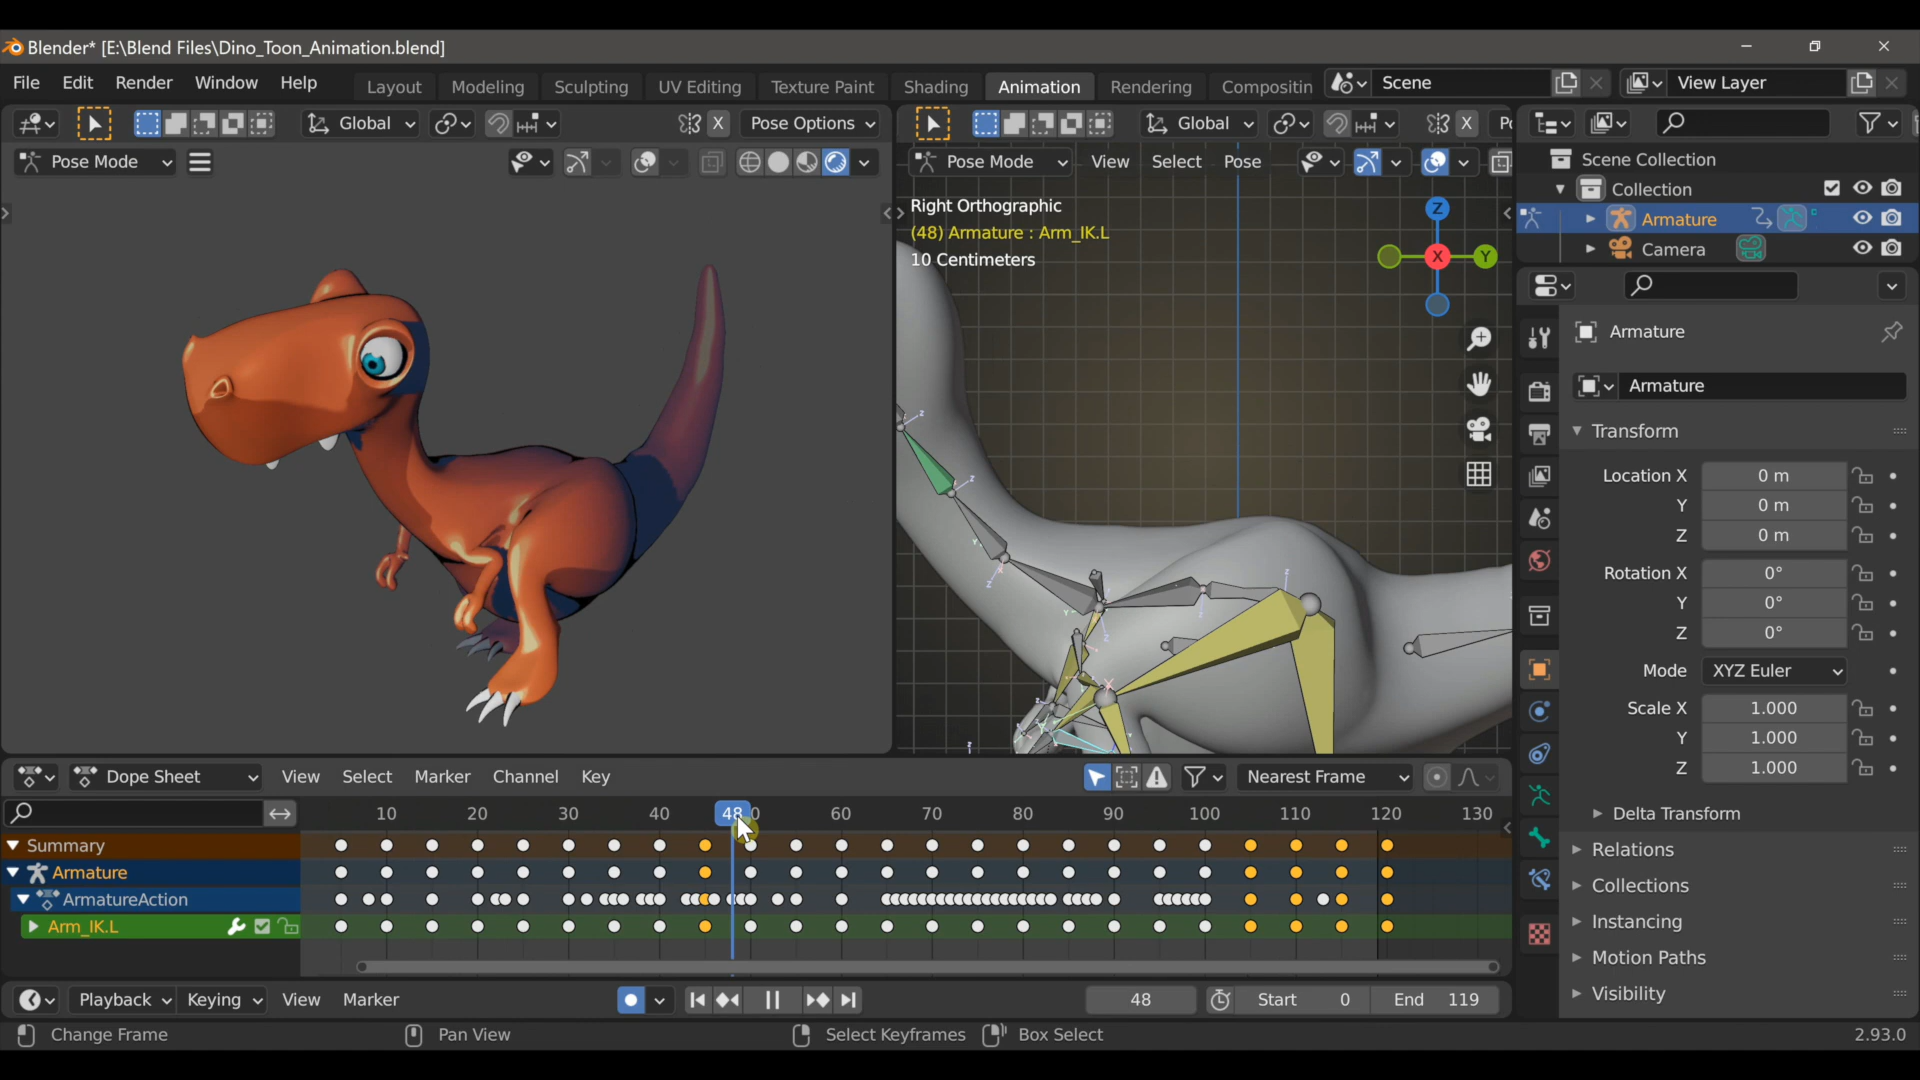 Blender* [E:\Blend Files\Dino_Toon_Animation.blend]
File Edit Render Window Help Layout Modeling Sculpting UV Editing Texture Paint Shading Animation Rendering Compositin Scene View Layer
Global X Pose Options Global X
Pose Mode Pose Mode View Select Pose
Scene Collection
Collection
Armature
Camera
Right Orthographic
(48) Armature : Arm_IK.L
10 Centimeters
Z
X Y
Armature
Armature
Transform
Location X 0 m
Y 0 m
Z 0 m
Rotation X 0°
Y 0°
Z 0°
Mode XYZ Euler
Scale X 1.000
Y 1.000
Z 1.000
Delta Transform
Relations
Collections
Instancing
Motion Paths
Visibility
Dope Sheet View Select Marker Channel Key Nearest Frame
10 20 30 40 48 60 70 80 90 100 110 120 130
Summary
Armature
ArmatureAction
Arm_IK.L
Playback Keying View Marker 48 Start 0 End 119
Change Frame Pan View Select Keyframes Box Select 2.93.0